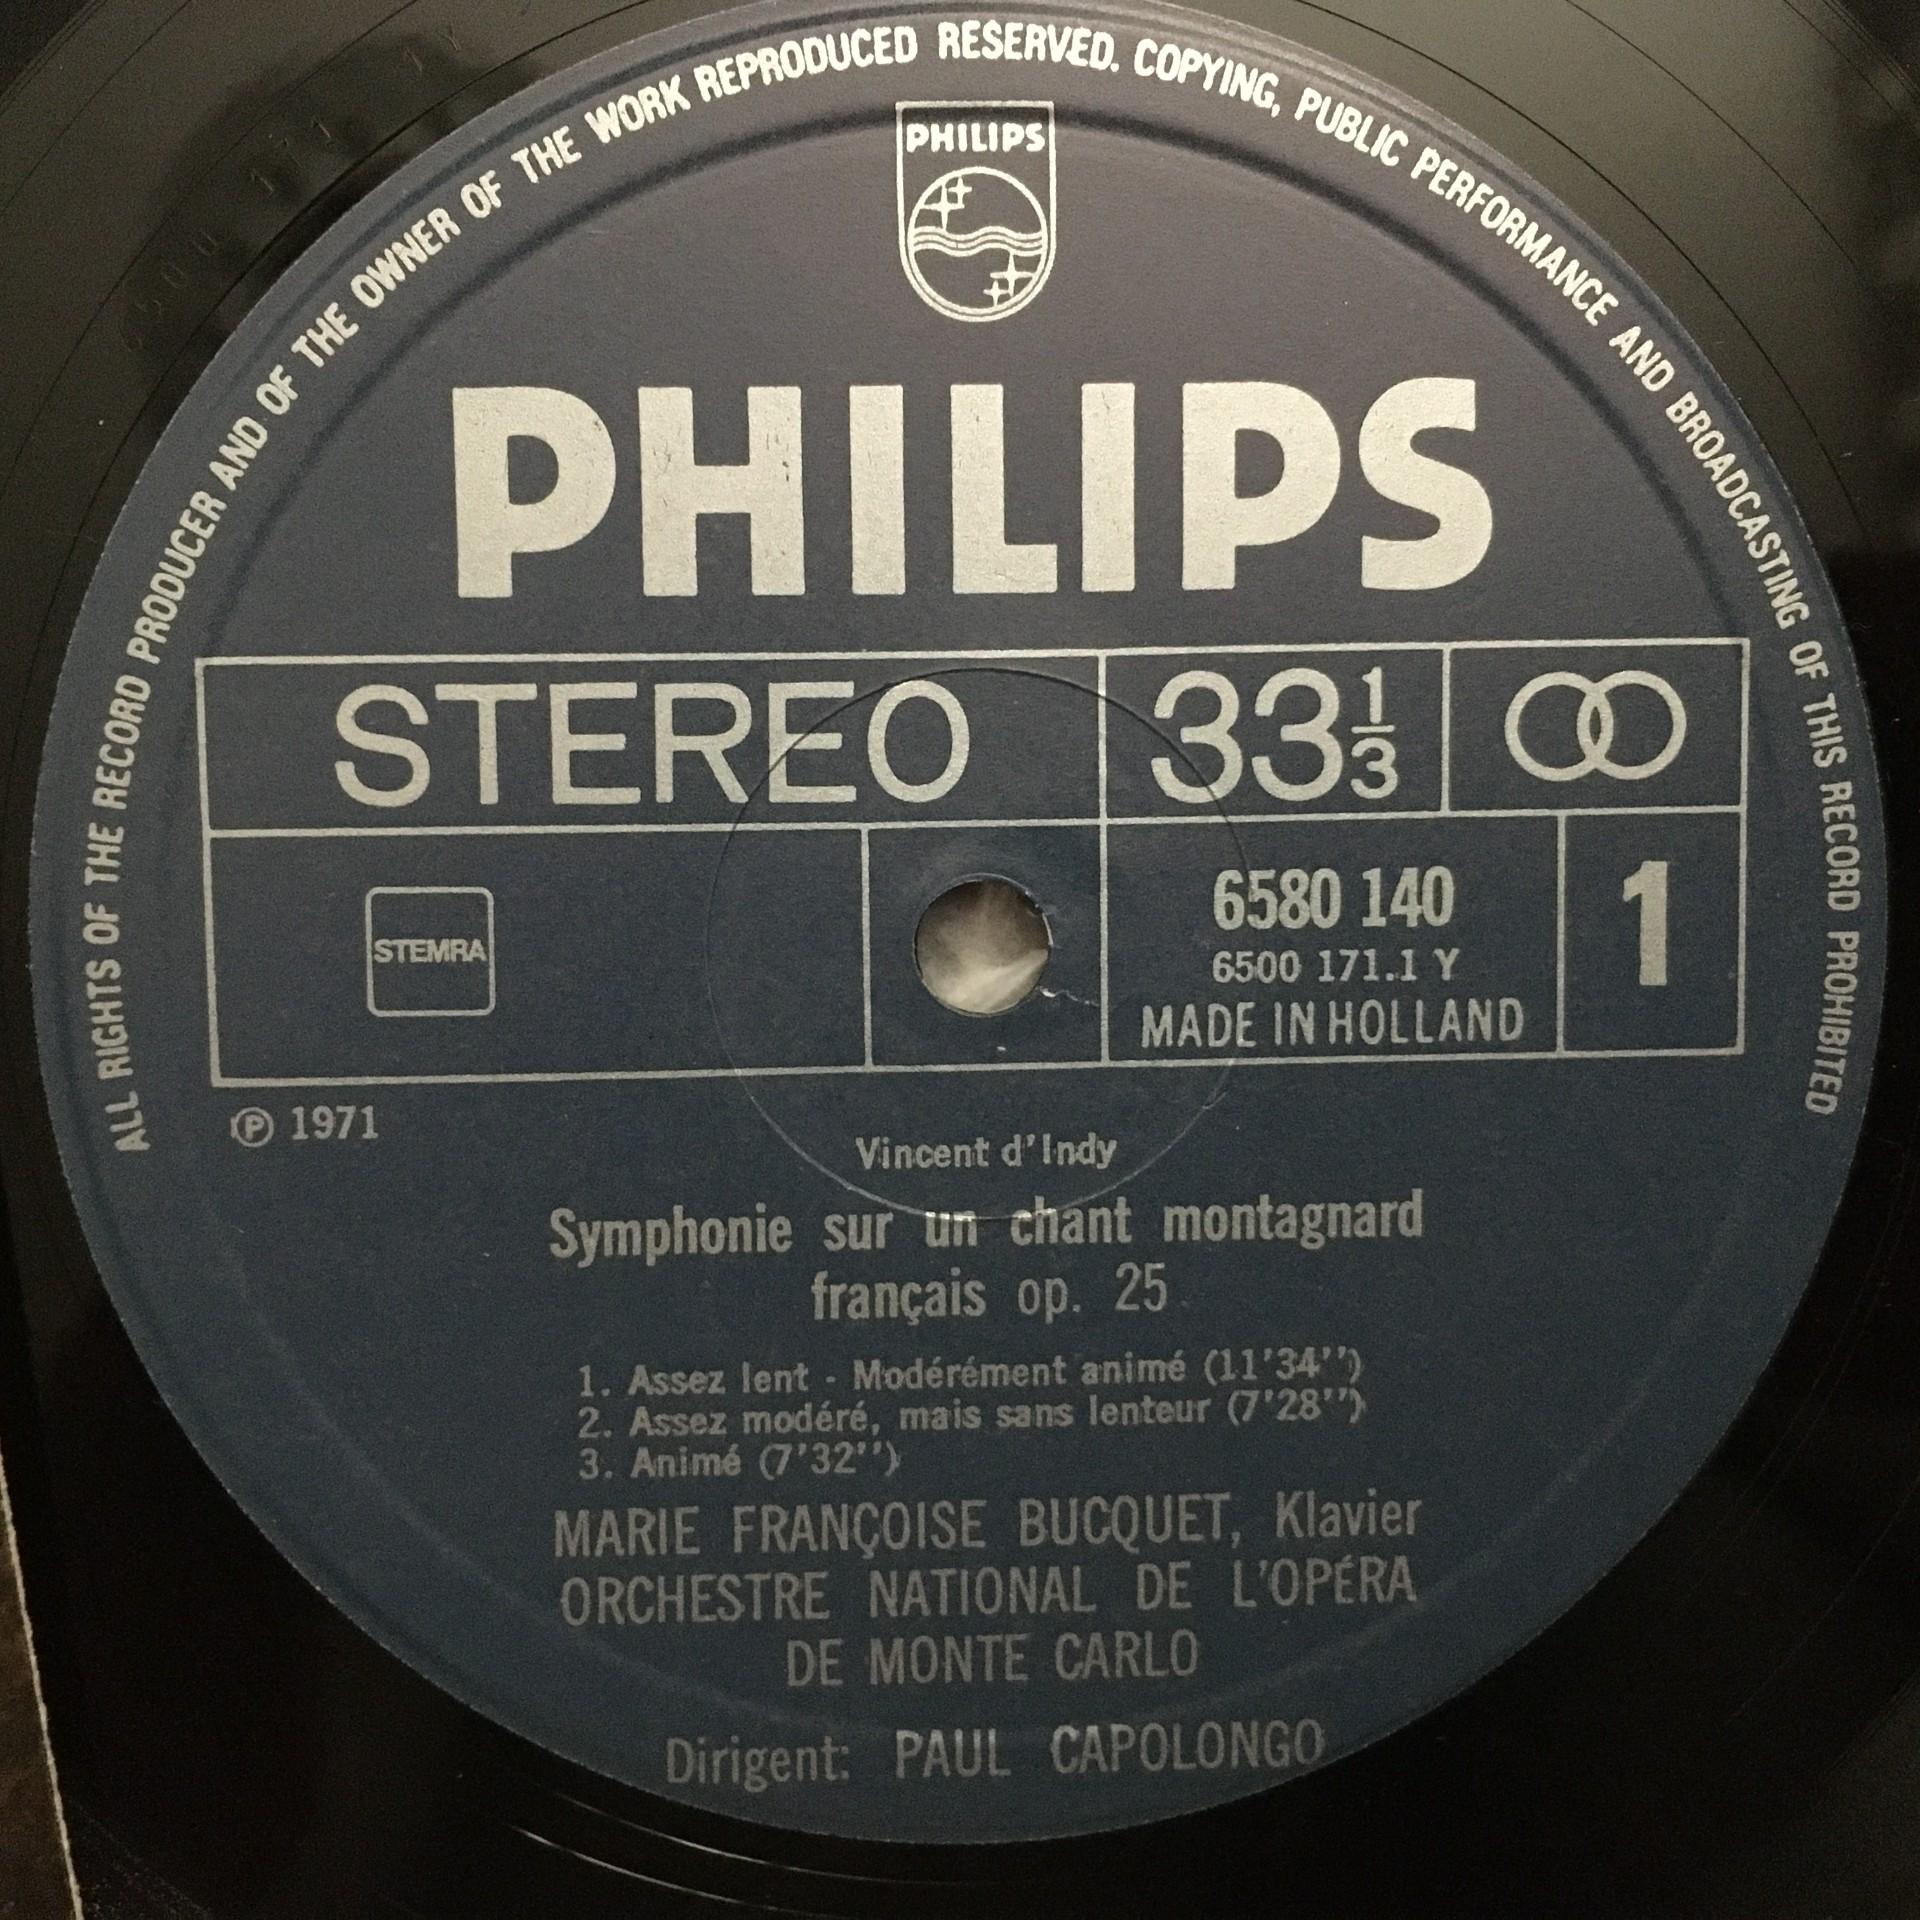 ALL RIGHTS OF THE RECORD PRODUCER AND OF THE OWNER OF THE WORK REPRODUCED RESERVED. COPYING, PUBLIC PERFORMANCE AND BROADCASTING OF THIS RECORD PROHIBITED
PHILIPS
PHILIPS
STEREO 33 1/3
STEMRA
6580 140
6500 171.1 Y
MADE IN HOLLAND
1
Ⓟ 1971
Vincent d'Indy
Symphonie sur un chant montagnard
français op. 25
1. Assez lent - Modérément animé (11'34'')
2. Assez modéré, mais sans lenteur (7'28'')
3. Animé (7'32'')
MARIE FRANÇOISE BUCQUET, Klavier
ORCHESTRE NATIONAL DE L'OPÉRA
DE MONTE CARLO
Dirigent: PAUL CAPOLONGO